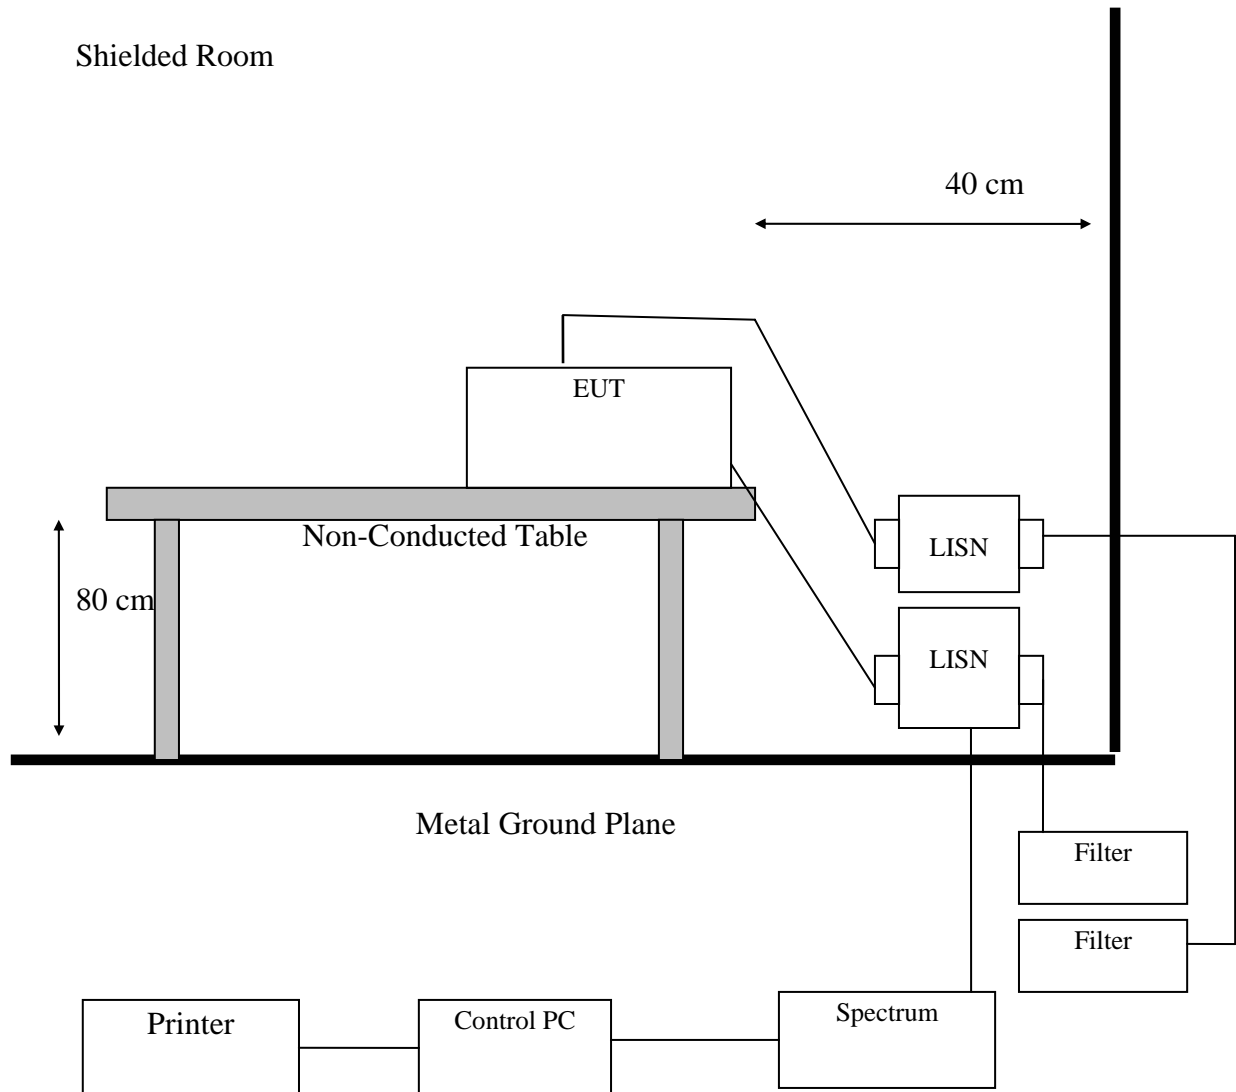 Shielded Room
40 cm
EUT
Non-Conducted Table
LISN
80 cm
LISN
Metal Ground Plane
Filter
Filter
Printer
Control PC
Spectrum